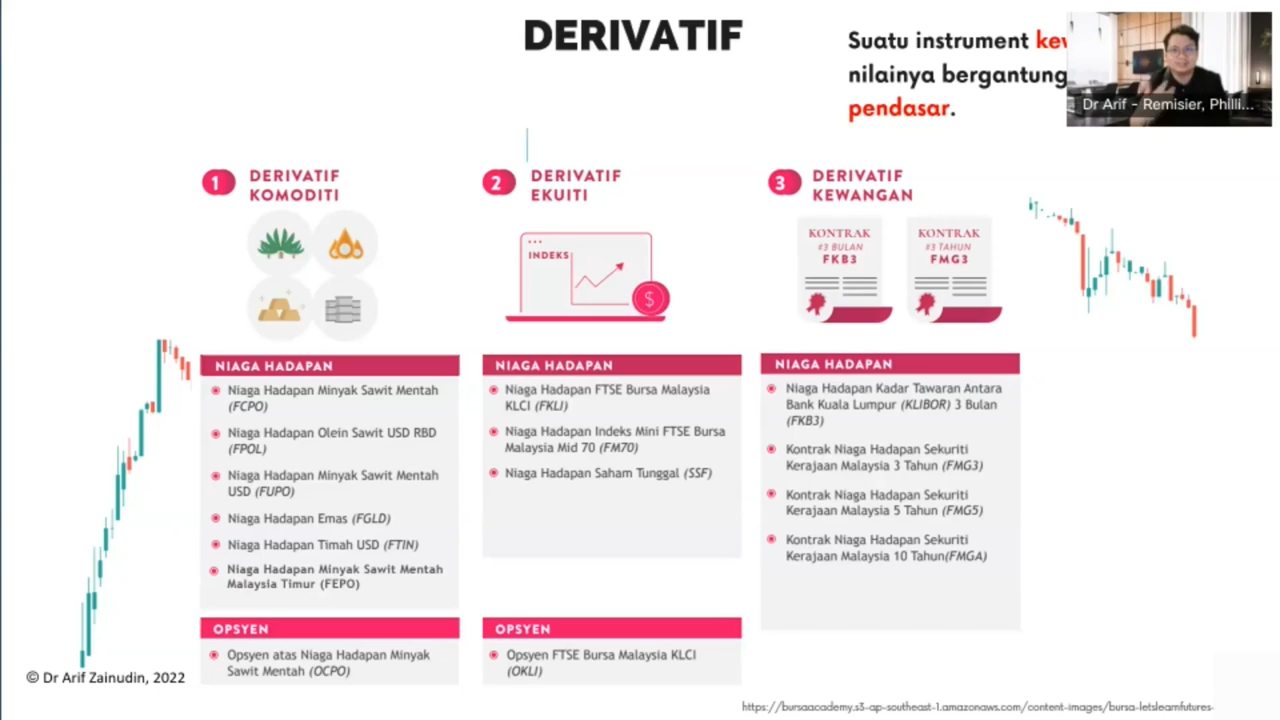 DERIVATIF
Suatu instrument
nilainya bergantung
pendasar.
Dr Arif - Remisier, Philli...
1
DERIVATIF
KOMODITI
NIAGA HADAPAN
Niaga Hadapan Minyak Sawit Mentah
(FCPO)
Niaga Hadapan Olein Sawit USD RBD
(FPOL)
Niaga Hadapan Minyak Sawit Mentah
USD (FUPO)
Niaga Hadapan Emas (FGLD)
Niaga Hadapan Timah USD (FTIN)
Niaga Hadapan Minyak Sawit Mentah
Malaysia Timur (FEPO)
OPSYEN
Opsyen atas Niaga Hadapan Minyak
Sawit Mentah (OCPO)
2
DERIVATIF
EKUITI
INDEKS
$
NIAGA HADAPAN
Niaga Hadapan FTSE Bursa Malaysia
KLCI (FKLI)
Niaga Hadapan Indeks Mini FTSE Bursa
Malaysia Mid 70 (FM70)
Niaga Hadapan Saham Tunggal (SSF)
OPSYEN
Opsyen FTSE Bursa Malaysia KLCI
(OKLI)
3
DERIVATIF
KEWANGAN
KONTRAK
#3 BULAN
FKB3
KONTRAK
#3 TAHUN
FMG3
NIAGA HADAPAN
Niaga Hadapan Kadar Tawaran Antara
Bank Kuala Lumpur (KLIBOR) 3 Bulan
(FKB3)
Kontrak Niaga Hadapan Sekuriti
Kerajaan Malaysia 3 Tahun (FMG3)
Kontrak Niaga Hadapan Sekuriti
Kerajaan Malaysia 5 Tahun (FMG5)
Kontrak Niaga Hadapan Sekuriti
Kerajaan Malaysia 10 Tahun(FMGA)
© Dr Arif Zainudin, 2022
https://bursaacademy.s3-ap-southeast-1.amazonaws.com/content-images/bursa-letslearnfutures-